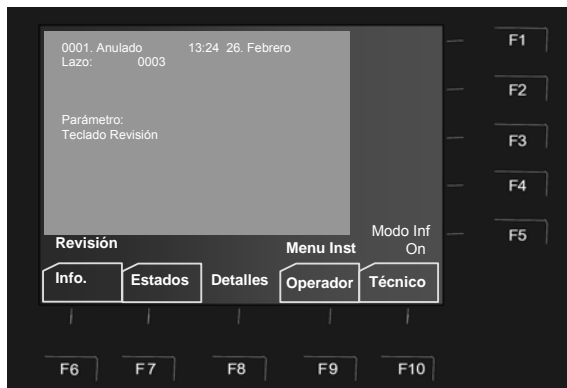 0001. Anulado 13:24 26. Febrero
Lazo: 0003
Parámetro:
Teclado Revisión
Revisión
Menu Inst
Modo Inf
On
Info.
Estados
Detalles
Operador
Técnico
F1
F2
F3
F4
F5
F6
F7
F8
F9
F10